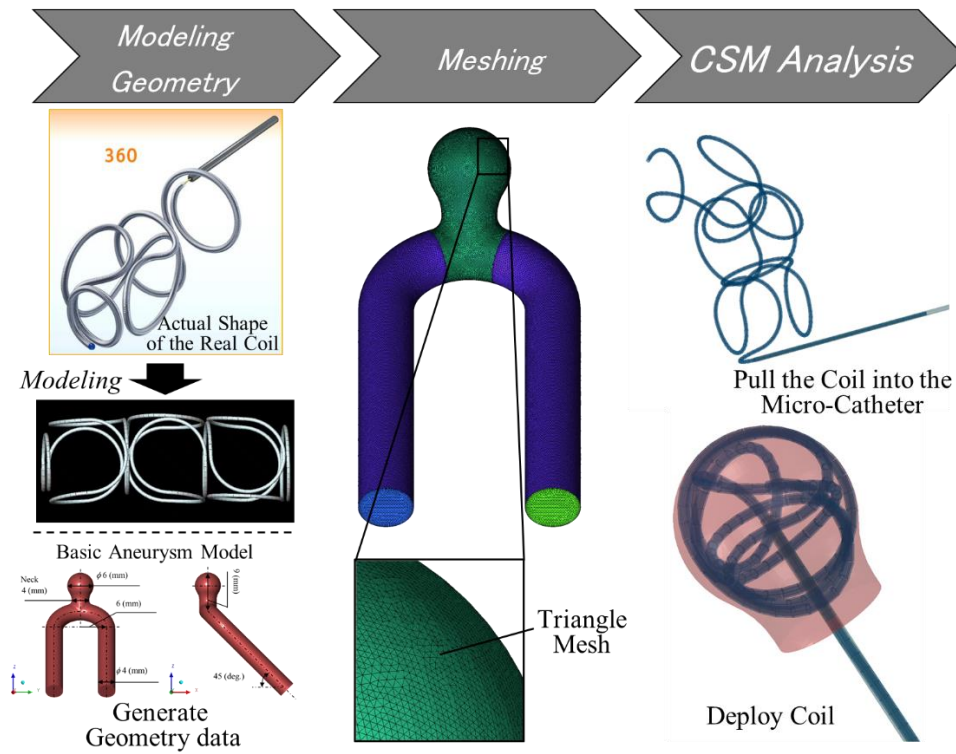 Modeling
Geometry
Meshing
CSM Analysis
360
Actual Shape
of the Real Coil
Modeling
Basic Aneurysm Model
Neck
4 (mm)
ϕ 6 (mm)
6 (mm)
ϕ 4 (mm)
9 (mm)
45 (deg.)
Generate
Geometry data
Triangle
Mesh
Pull the Coil into the
Micro-Catheter
Deploy Coil